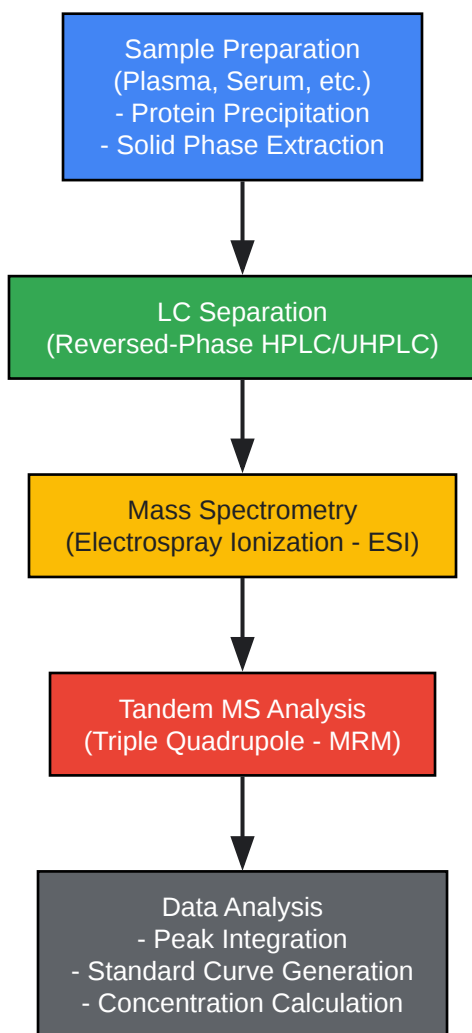 Sample Preparation
(Plasma, Serum, etc.)
- Protein Precipitation
- Solid Phase Extraction
LC Separation
(Reversed-Phase HPLC/UHPLC)
Mass Spectrometry
(Electrospray Ionization - ESI)
Tandem MS Analysis
(Triple Quadrupole - MRM)
Data Analysis
- Peak Integration
- Standard Curve Generation
- Concentration Calculation